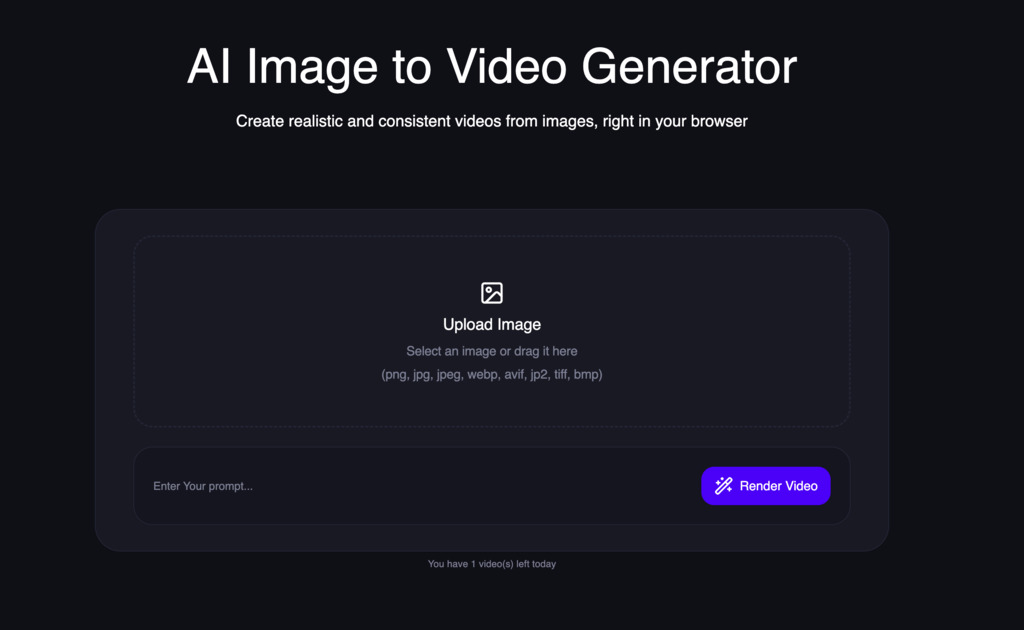 AI Image to Video Generator
Create realistic and consistent videos from images, right in your browser
Upload Image
Select an image or drag it here
(png, jpg, jpeg, webp, avif, jp2, tiff, bmp)
Enter Your prompt...
Render Video
You have 1 video(s) left today